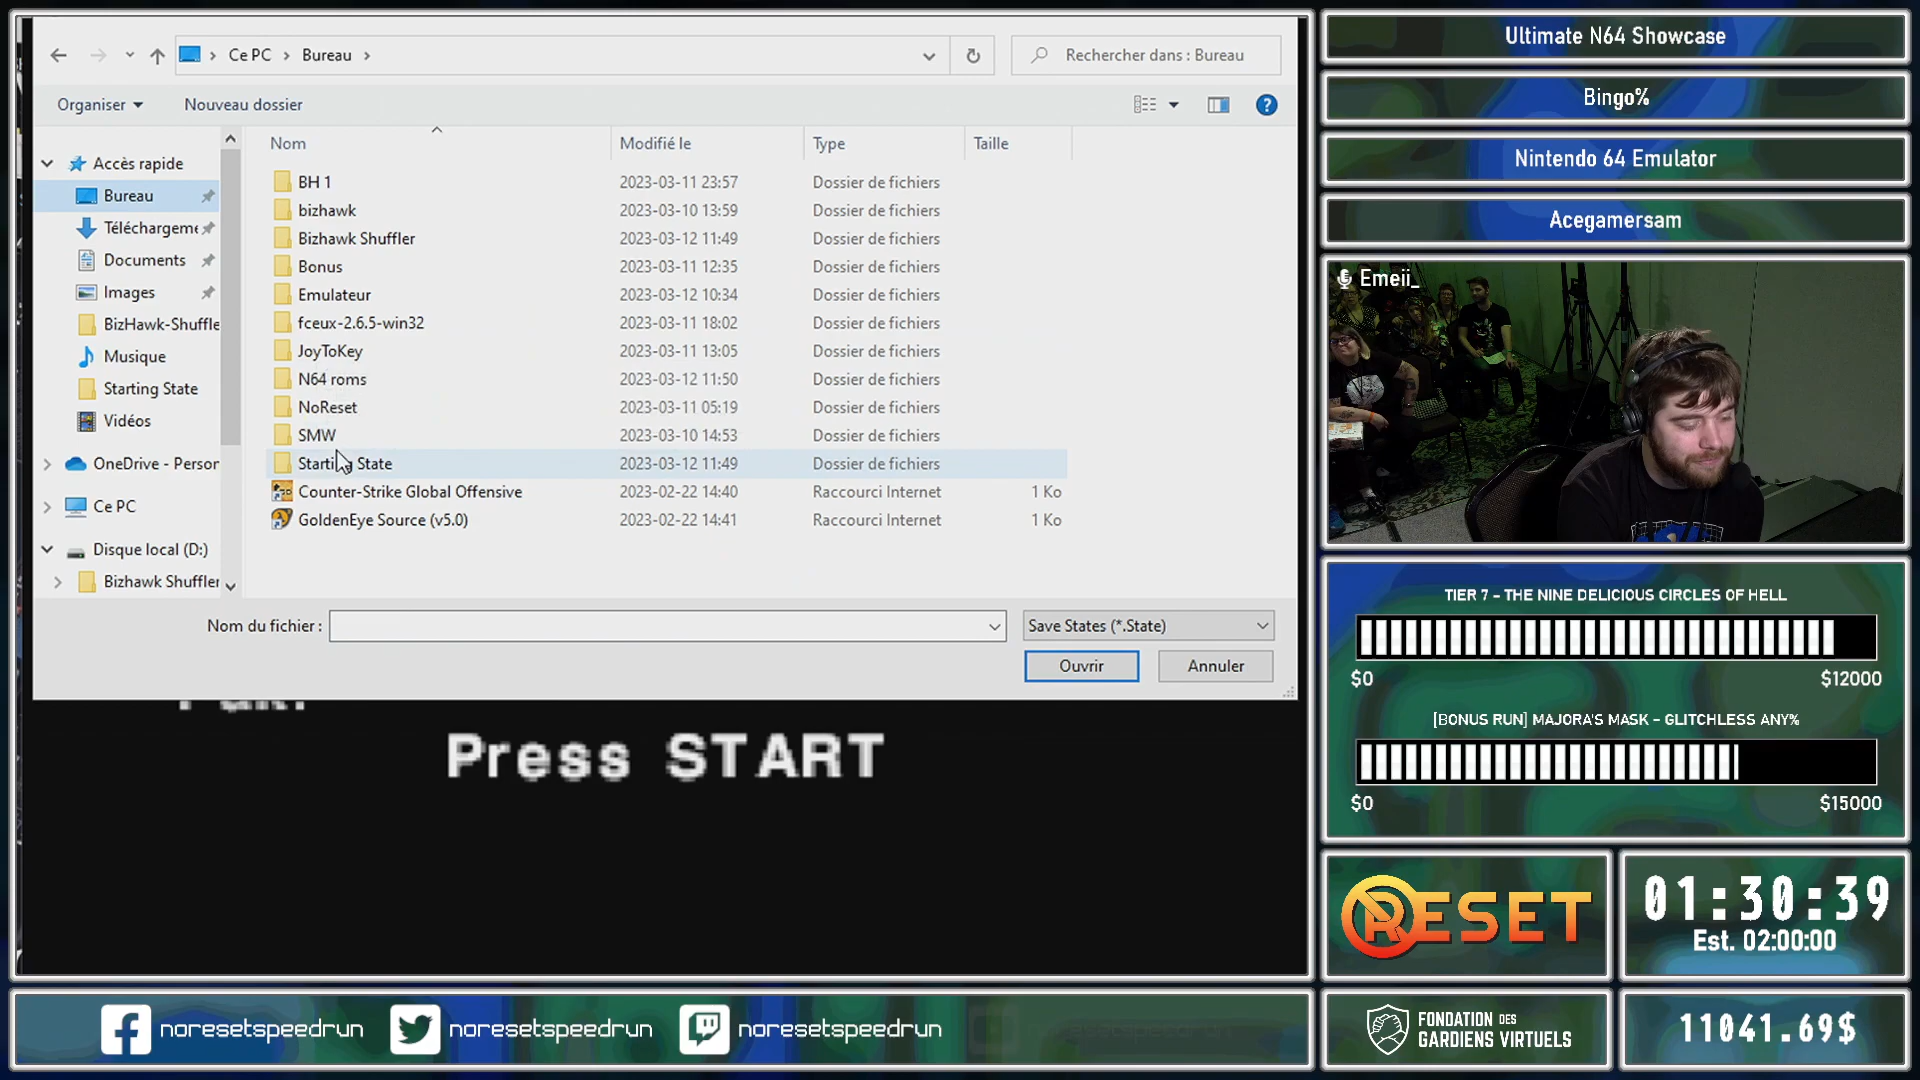 Ce PC
Bureau
Rechercher dans : Bureau
Organiser
Nouveau dossier
Nom
Modifié le
Type
Taille
Accès rapide
Bureau
Téléchargeme
Documents
Images
BizHawk-Shuffle
Musique
Starting State
Vidéos
OneDrive - Person
Ce PC
Disque local (D:)
Bizhawk Shuffler
BH 1 2023-03-11 23:57 Dossier de fichiers
bizhawk 2023-03-10 13:59 Dossier de fichiers
Bizhawk Shuffler 2023-03-12 11:49 Dossier de fichiers
Bonus 2023-03-11 12:35 Dossier de fichiers
Emulateur 2023-03-12 10:34 Dossier de fichiers
fceux-2.6.5-win32 2023-03-11 18:02 Dossier de fichiers
JoyToKey 2023-03-11 13:05 Dossier de fichiers
N64 roms 2023-03-12 11:50 Dossier de fichiers
NoReset 2023-03-11 05:19 Dossier de fichiers
SMW 2023-03-10 14:53 Dossier de fichiers
Starting State 2023-03-12 11:49 Dossier de fichiers
Counter-Strike Global Offensive 2023-02-22 14:40 Raccourci Internet 1 Ko
GoldenEye Source (v5.0) 2023-02-22 14:41 Raccourci Internet 1 Ko
Nom du fichier :
Save States (*.State)
Ouvrir
Annuler
Press START
Ultimate N64 Showcase
Bingo%
Nintendo 64 Emulator
Acegamersam
Emeii_
TIER 7 - THE NINE DELICIOUS CIRCLES OF HELL
$0 $12000
[BONUS RUN] MAJORA'S MASK - GLITCHLESS ANY%
$0 $15000
RESET
01:30:39
Est. 02:00:00
noresetspeedrun
noresetspeedrun
noresetspeedrun
FONDATION DES
GARDIENS VIRTUELS
11041.69$